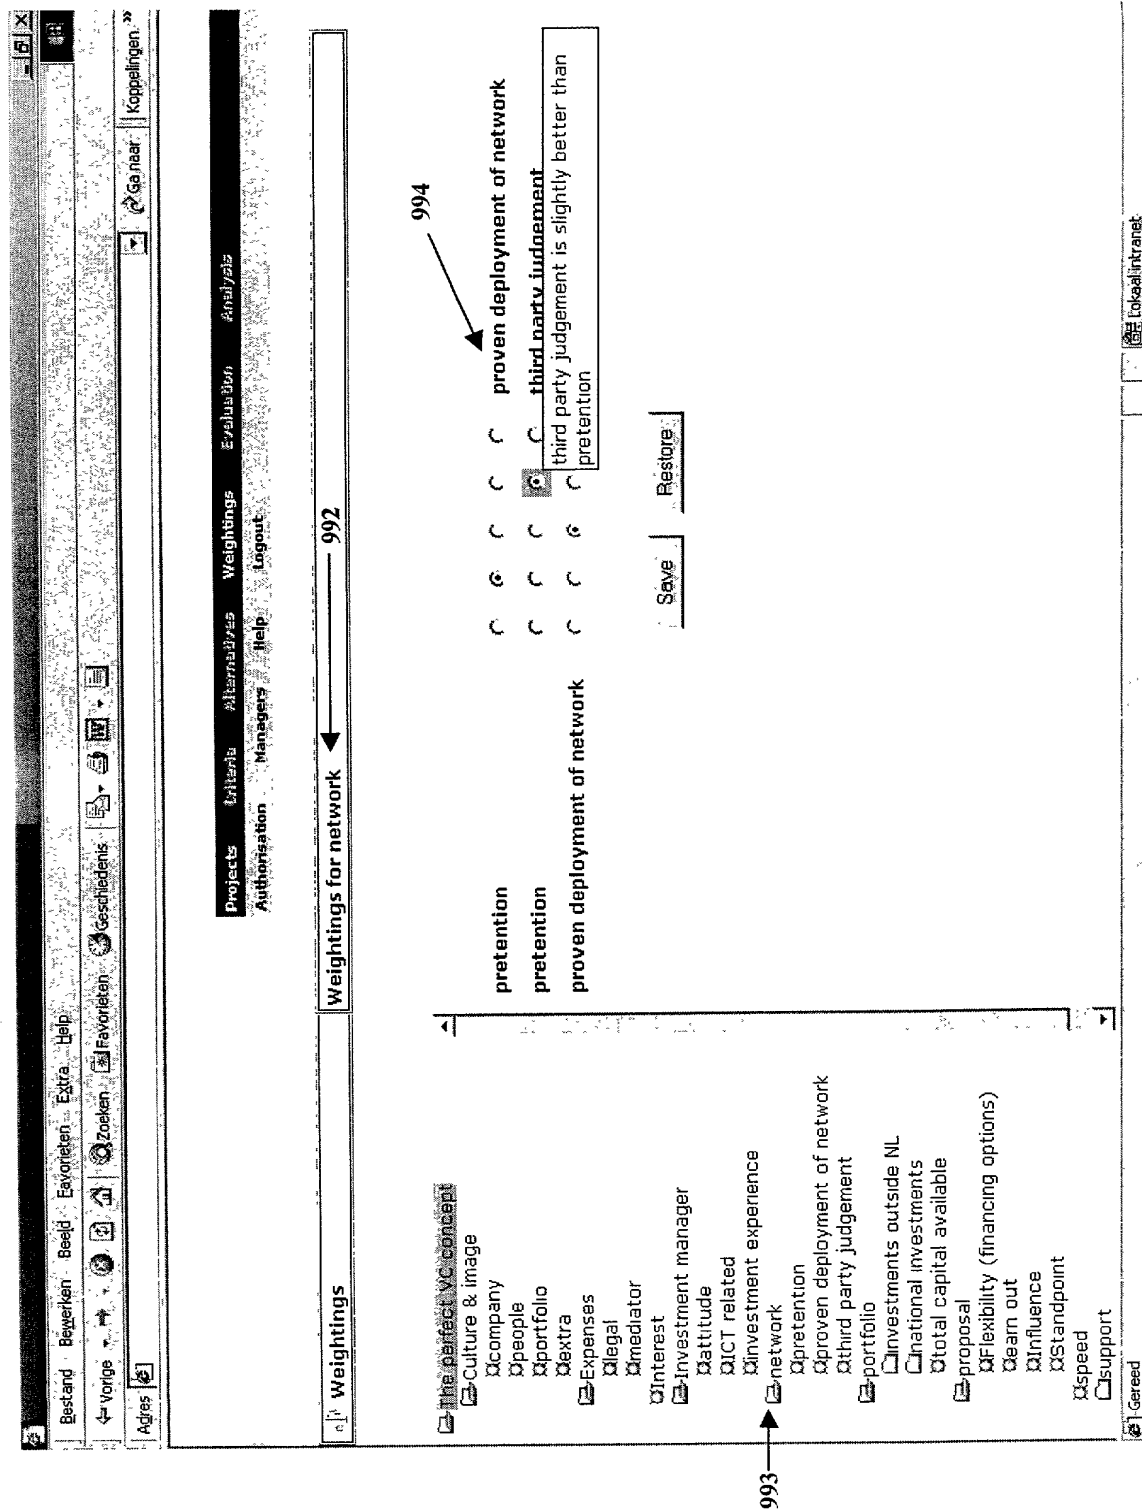 Bestand Bewerken Beeld Favorieten Extra Help
Vorige Zoeken Favorieten Geschiedenis
Adres Ga naar Koppelingen »
Projects Criteria Alternatives Weightings Evaluation Analysis
Authorisation Managers Help Logout
Weightings
Weightings for network
992
994
The perfect VC concept
Culture & image
company
people
portfolio
extra
Expenses
legal
mediator
Interest
Investment manager
attitude
ICT related
investment experience
993
network
pretention
proven deployment of network
third party judgement
portfolio
investments outside NL
national investments
total capital available
proposal
Flexibility (financing options)
earn out
Influence
Standpoint
speed
support
pretention proven deployment of network
pretention third party judgement
proven deployment of network
third party judgement is slightly better than
pretention
Save Restore
Gereed Lokaal intranet